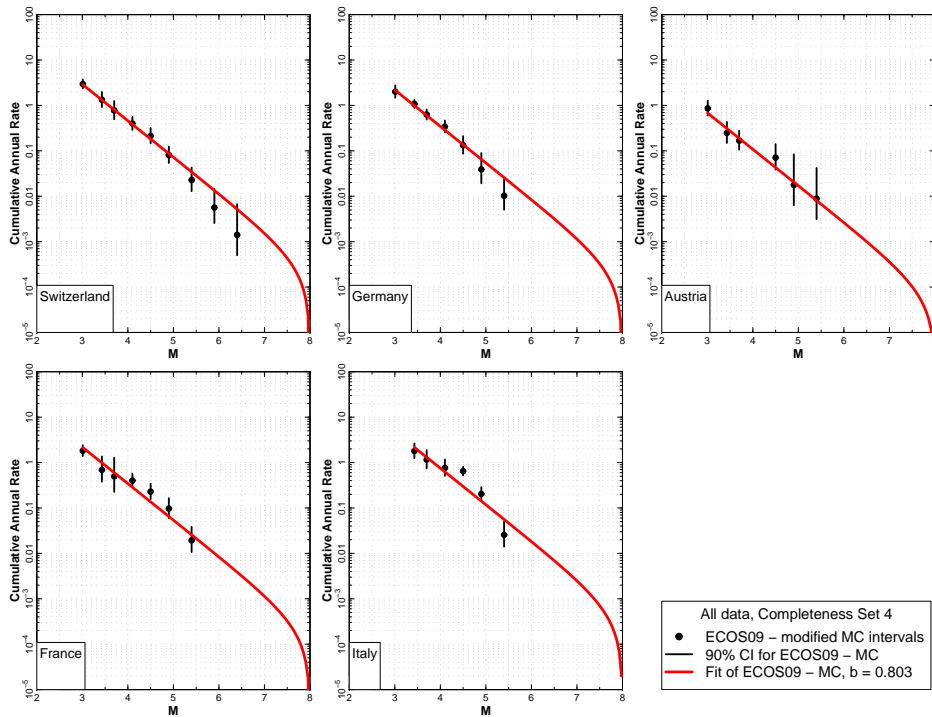 Cumulative Annual Rate
10⁻⁵ 10⁻⁴ 10⁻³ 0.01 0.1 1 10 100
Switzerland
2 3 4 5 6 7 8
M
Cumulative Annual Rate
10⁻⁵ 10⁻⁴ 10⁻³ 0.01 0.1 1 10 100
Germany
2 3 4 5 6 7 8
M
Cumulative Annual Rate
10⁻⁵ 10⁻⁴ 10⁻³ 0.01 0.1 1 10 100
Austria
2 3 4 5 6 7
M
Cumulative Annual Rate
10⁻⁵ 10⁻⁴ 10⁻³ 0.01 0.1 1 10 100
France
2 3 4 5 6 7 8
M
Cumulative Annual Rate
10⁻⁵ 10⁻⁴ 10⁻³ 0.01 0.1 1 10 100
Italy
2 3 4 5 6 7 8
M
All data, Completeness Set 4
ECOS09 − modified MC intervals
90% CI for ECOS09 − MC
Fit of ECOS09 − MC, b = 0.803